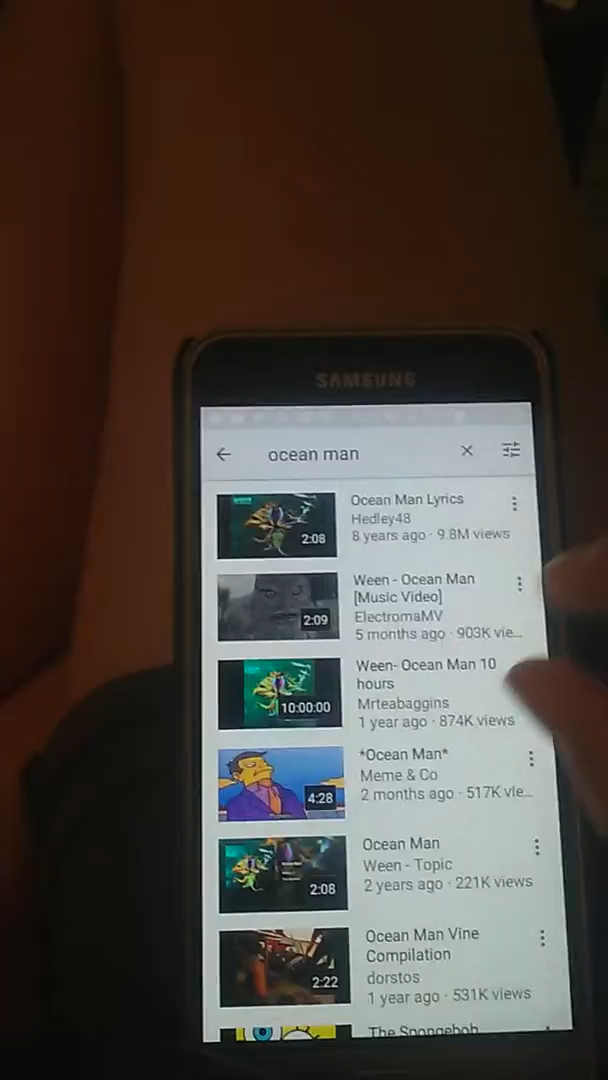 SAMSUNG
ocean man
Ocean Man Lyrics
Hedley48
8 years ago · 9.8M views
2:08
Ween - Ocean Man
[Music Video]
ElectromaMV
5 months ago · 903K vie...
2:09
Ween- Ocean Man 10
hours
Mrteabaggins
1 year ago · 874K views
10:00:00
*Ocean Man*
Meme & Co
2 months ago · 517K vie...
4:28
Ocean Man
Ween - Topic
2 years ago · 221K views
2:08
Ocean Man Vine
Compilation
dorstos
1 year ago · 531K views
2:22
The Spongebob